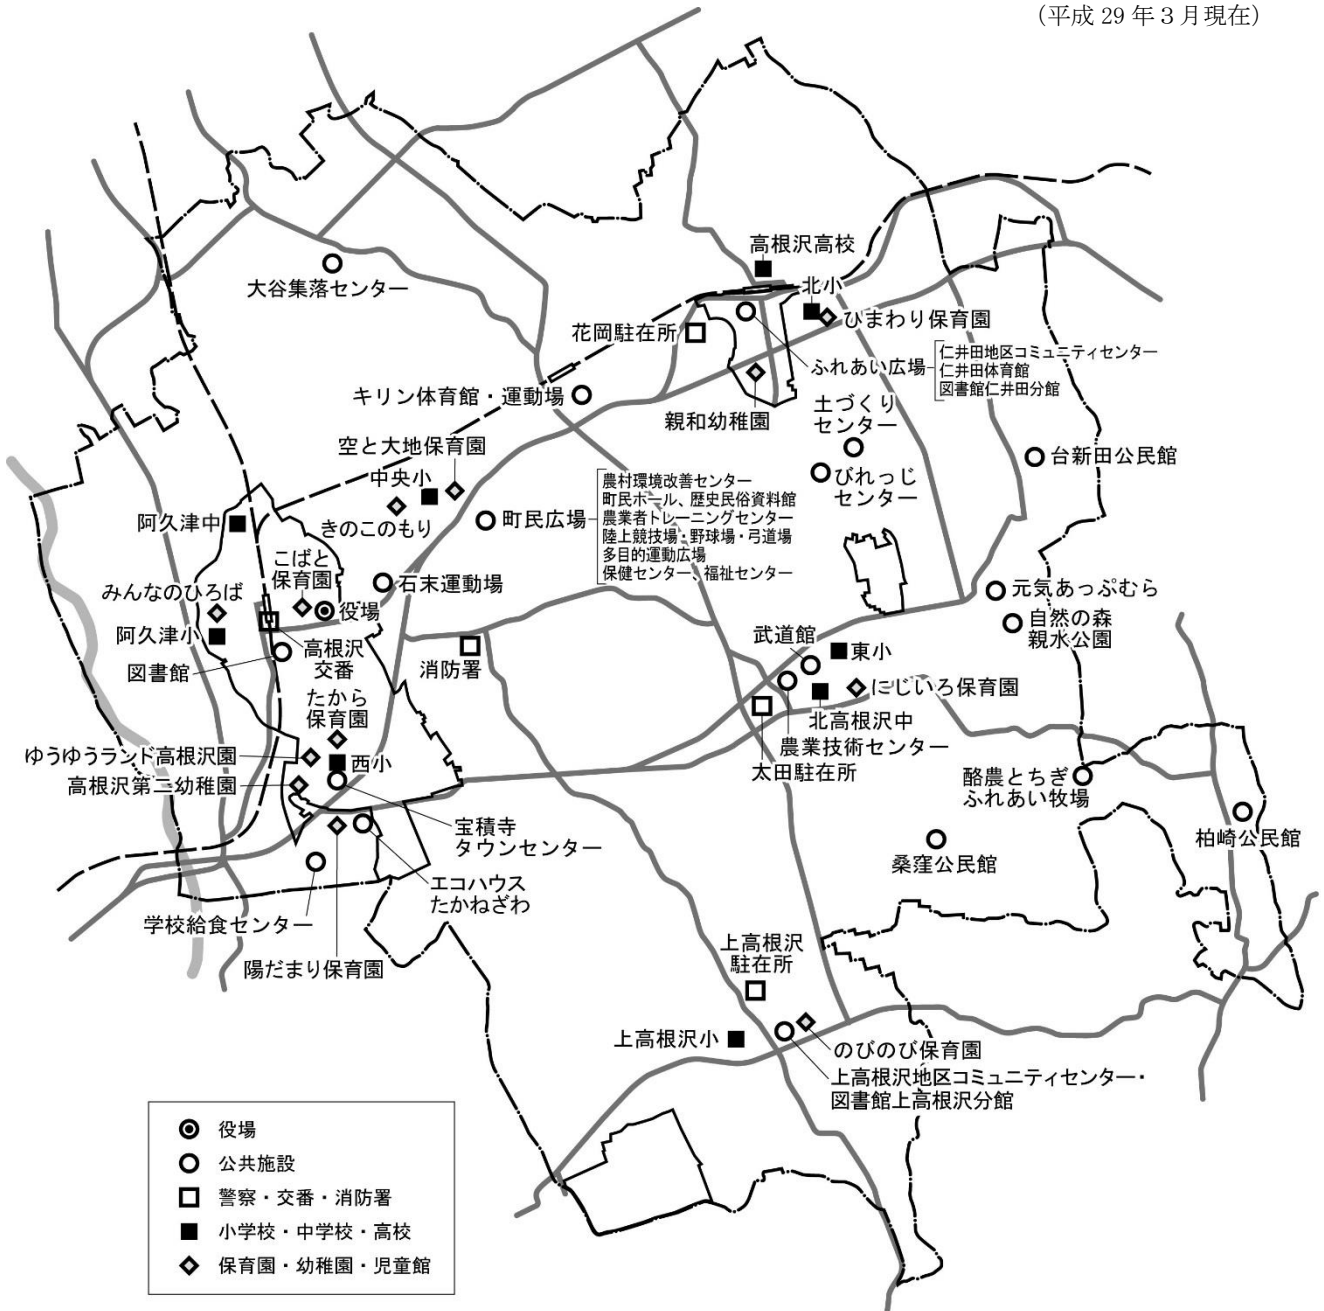 （平成 29 年３月現在）
高根沢高校
北小
大谷集落センター
ひまわり保育園
花岡駐在所
ふれあい広場
仁井田地区コミュニティセンター
仁井田体育館
図書館仁井田分館
キリン体育館・運動場
親和幼稚園
土づくり
センター
空と大地保育園
中央小
びれっじ
センター
台新田公民館
きのこのもり
町民広場
農村環境改善センター
町民ホール、歴史民俗資料館
農業者トレーニングセンター
陸上競技場・野球場・弓道場
多目的運動広場
保健センター、福祉センター
阿久津中
こばと
保育園
石末運動場
みんなのひろば
役場
元気あっぷむら
自然の森
親水公園
阿久津小
高根沢
交番
図書館
消防署
武道館
東小
にじいろ保育園
北高根沢中
農業技術センター
太田駐在所
たから
保育園
ゆうゆうランド高根沢園
西小
高根沢第二幼稚園
酪農とちぎ
ふれあい牧場
宝積寺
タウンセンター
柏崎公民館
桑窪公民館
エコハウス
たかねざわ
学校給食センター
陽だまり保育園
上高根沢
駐在所
上高根沢小
のびのび保育園
上高根沢地区コミュニティセンター・
図書館上高根沢分館
役場
公共施設
警察・交番・消防署
小学校・中学校・高校
保育園・幼稚園・児童館